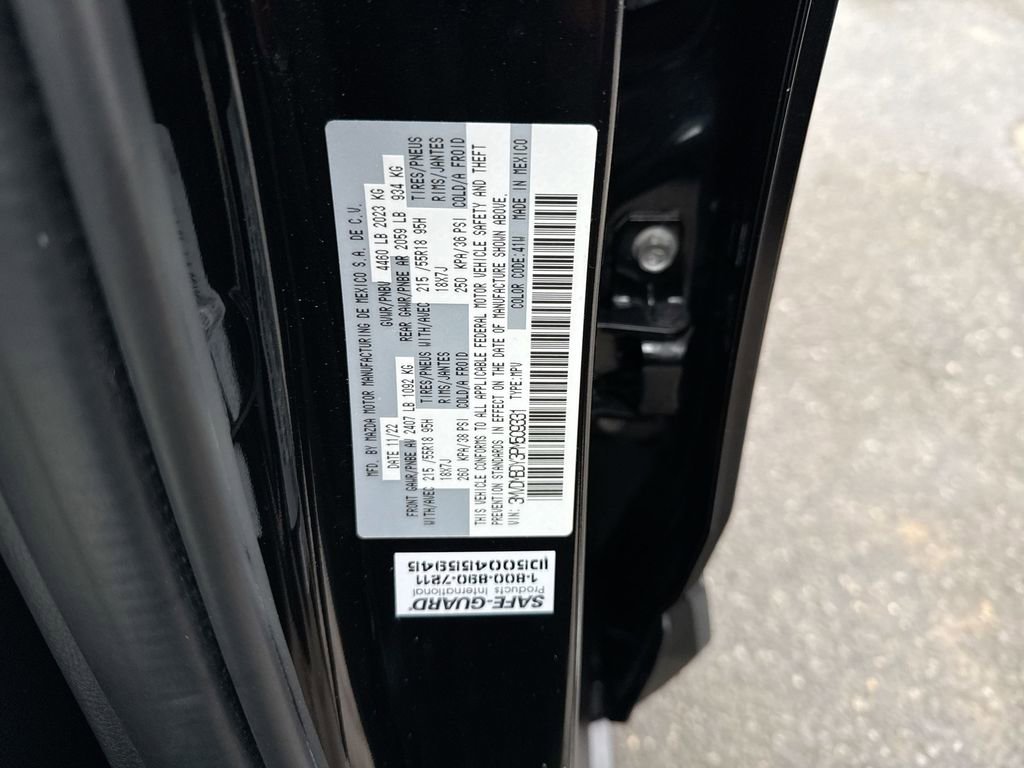 MFD. BY MAZDA MOTOR MANUFACTURING DE MEXICO S.A. DE C.V.
DATE 11/22 GVWR/PNBV 4460 LB 2023 KG
FRONT GAWR/PNBE AV 2407 LB 1092 KG REAR GAWR/PNBE AR 2059 LB 934 KG
WITH/AVEC 215 /55R18 95H TIRES/PNEUS WITH/AVEC 215 /55R18 95H TIRES/PNEUS
18X7J RIMS/JANTES 18X7J RIMS/JANTES
260 KPA/38 PSI COLD/A FROID 250 KPA/36 PSI COLD/A FROID
THIS VEHICLE CONFORMS TO ALL APPLICABLE FEDERAL MOTOR VEHICLE SAFETY AND THEFT
PREVENTION STANDARDS IN EFFECT ON THE DATE OF MANUFACTURE SHOWN ABOVE.
VIN: 3MVDMBDY3PM509331 TYPE:MPV COLOR CODE:41W MADE IN MEXICO
SAFE-GUARD®
Products International
1-800-890-7211